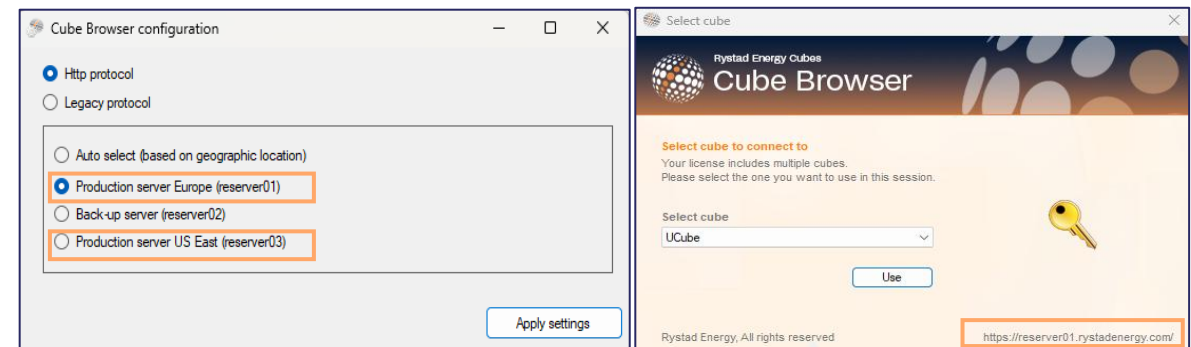 Cube Browser configuration
Http protocol
Legacy protocol
Auto select (based on geographic location)
Production server Europe (reserver01)
Back-up server (reserver02)
Production server US East (reserver03)
Apply settings
Select cube
Rystad Energy Cubes
Cube Browser
Select cube to connect to
Your license includes multiple cubes.
Please select the one you want to use in this session.
Select cube
UCube
Use
Rystad Energy, All rights reserved
https://reserver01.rystadenergy.com/